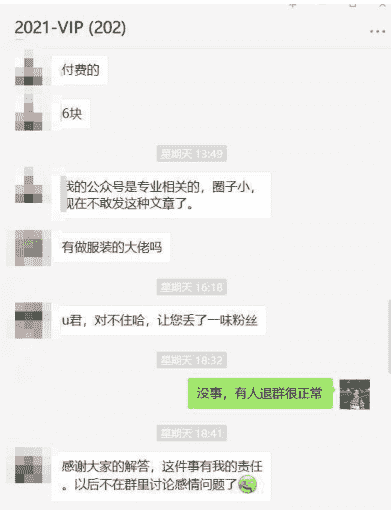 2021-VIP (202)
付费的
6块
星期天 13:49
我的公众号是专业相关的，圈子小，
现在不敢发这种文章了。
有做服装的大佬吗
星期天 16:18
u君，对不住哈，让您丢了一味粉丝
星期天 18:32
没事，有人退群很正常
星期天 18:41
感谢大家的解答，这件事有我的责任
。以后不在群里讨论感情问题了